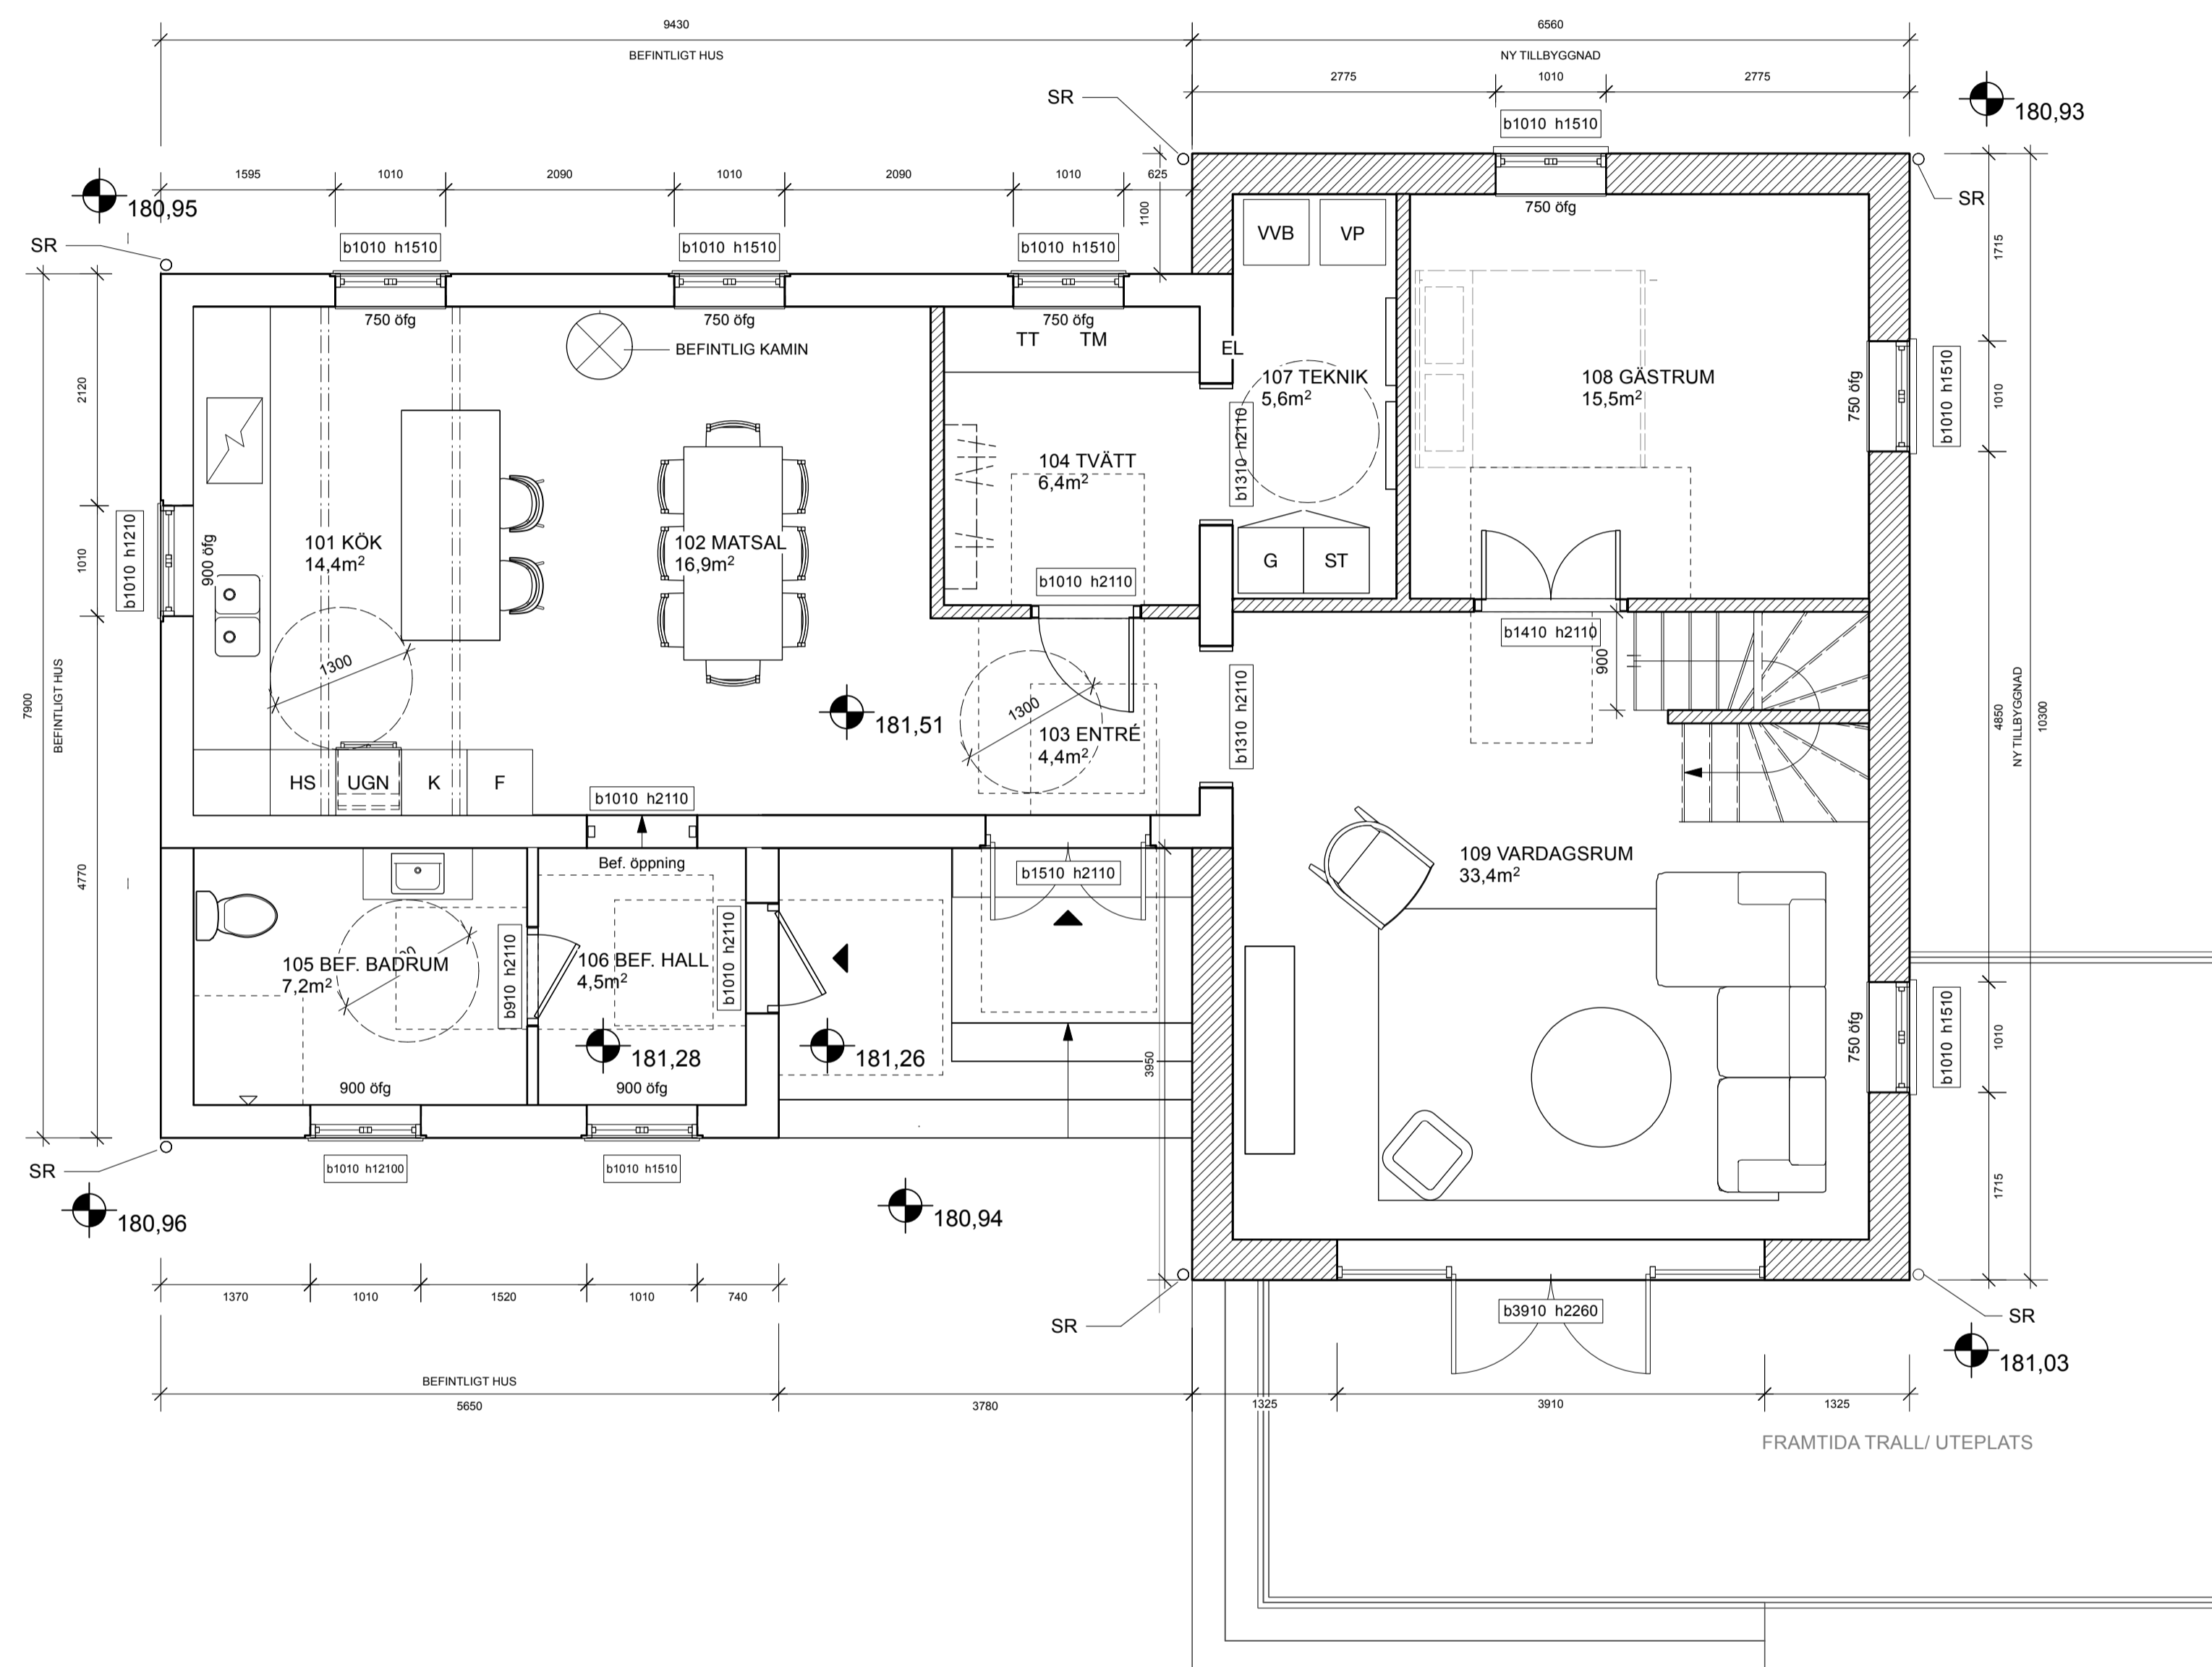 9430
6560
BEFINTLIGT HUS
NY TILLBYGGNAD
2775
1010
2775
SR
180,93
b1010 h1510
1595
1010
2090
1010
2090
1010
625
180,95
1100
SR
750 öfg
SR
b1010 h1510
b1010 h1510
b1010 h1510
VVB
VP
1715
750 öfg
750 öfg
750 öfg
BEFINTLIG KAMIN
TT
TM
EL
107 TEKNIK
5,6m²
108 GÄSTRUM
15,5m²
750 öfg
b1010 h1510
1010
2120
b1310 h2110
104 TVÄTT
6,4m²
101 KÖK
14,4m²
102 MATSAL
16,9m²
900 öfg
b1010 h1210
1010
G
ST
b1010 h2110
b1410 h2110
900
1300
7900
BEFINTLIGT HUS
181,51
1300
103 ENTRÉ
4,4m²
b1310 h2110
4850
NY TILLBYGGNAD
10300
HS
UGN
K
F
b1010 h2110
Bef. öppning
b1510 h2110
109 VARDAGSRUM
33,4m²
4770
105 BEF. BADRUM
7,2m²
b910 h2110
106 BEF. HALL
4,5m²
b1010 h2110
181,28
181,26
3950
750 öfg
b1010 h1510
1010
900 öfg
900 öfg
SR
b1010 h12100
b1010 h1510
1715
180,96
180,94
1370
1010
1520
1010
740
SR
b3910 h2260
SR
181,03
BEFINTLIGT HUS
5650
3780
1325
3910
1325
FRAMTIDA TRALL/ UTEPLATS